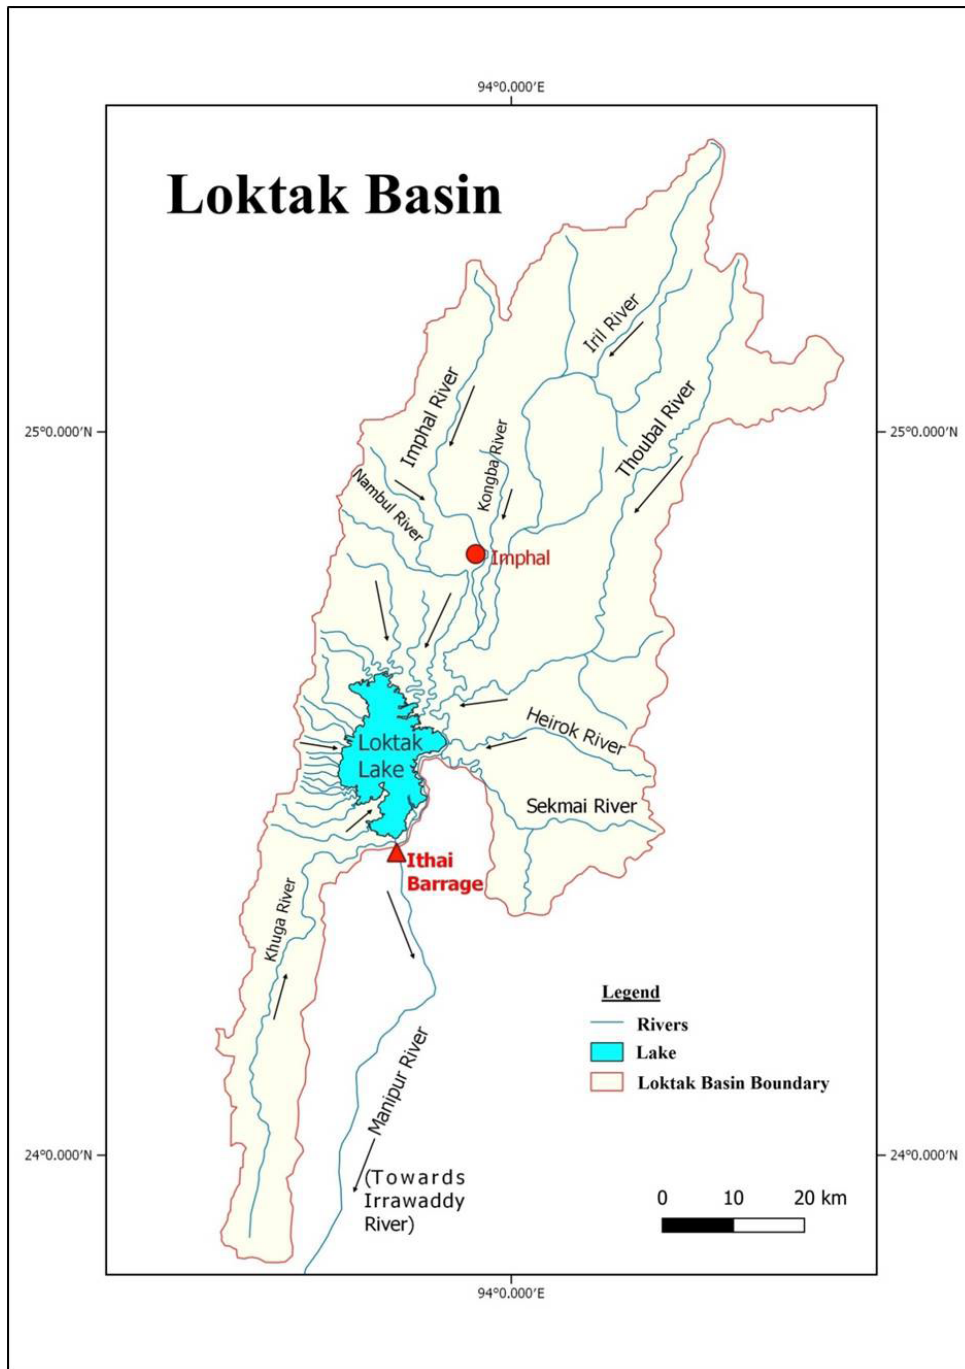 94°0.000'E
Loktak Basin
Iril River
Imphal River
Thoubal River
25°0.000'N
25°0.000'N
Kongba River
Nambul River
Imphal
Heirok River
Loktak
Lake
Sekmai River
Ithai
Barrage
Khuga River
Legend
Rivers
Lake
Loktak Basin Boundary
Manipur River
24°0.000'N
24°0.000'N
(Towards
Irrawaddy
River)
0 10 20 km
94°0.000'E